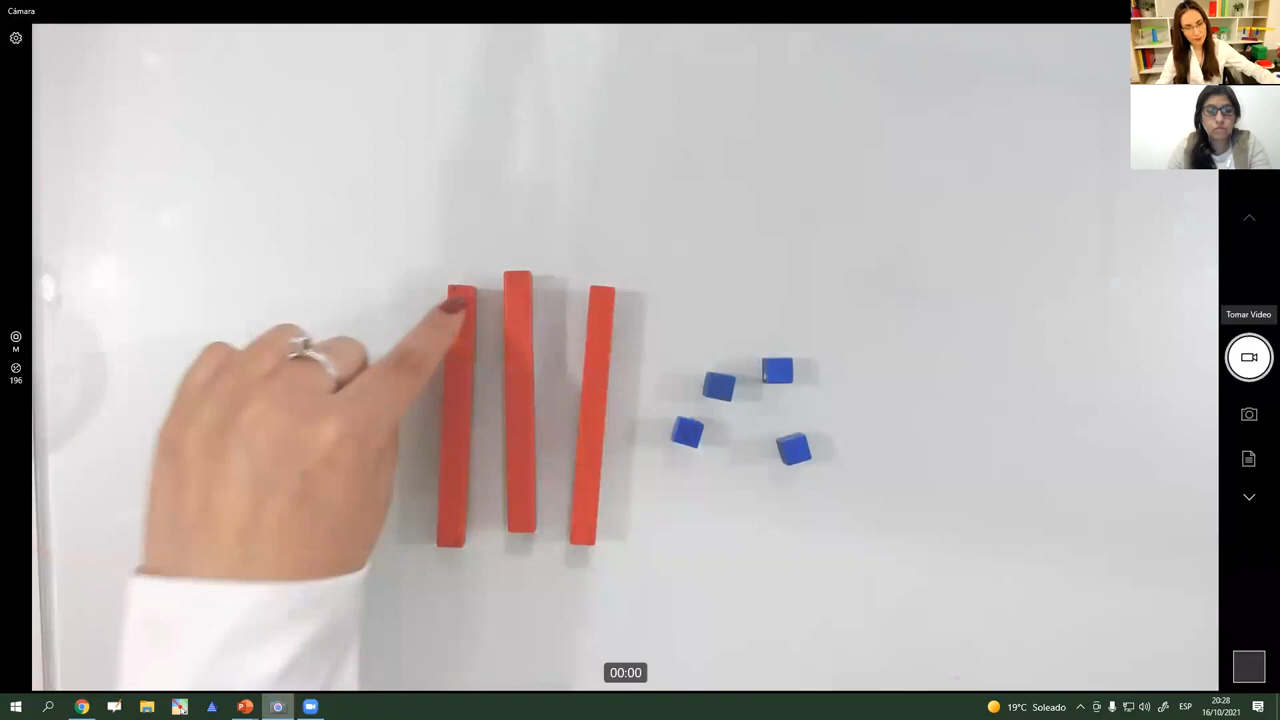 Cámara
M
196
Tomar Video
00:00
19°C Soleado
ESP
20:28
16/10/2021